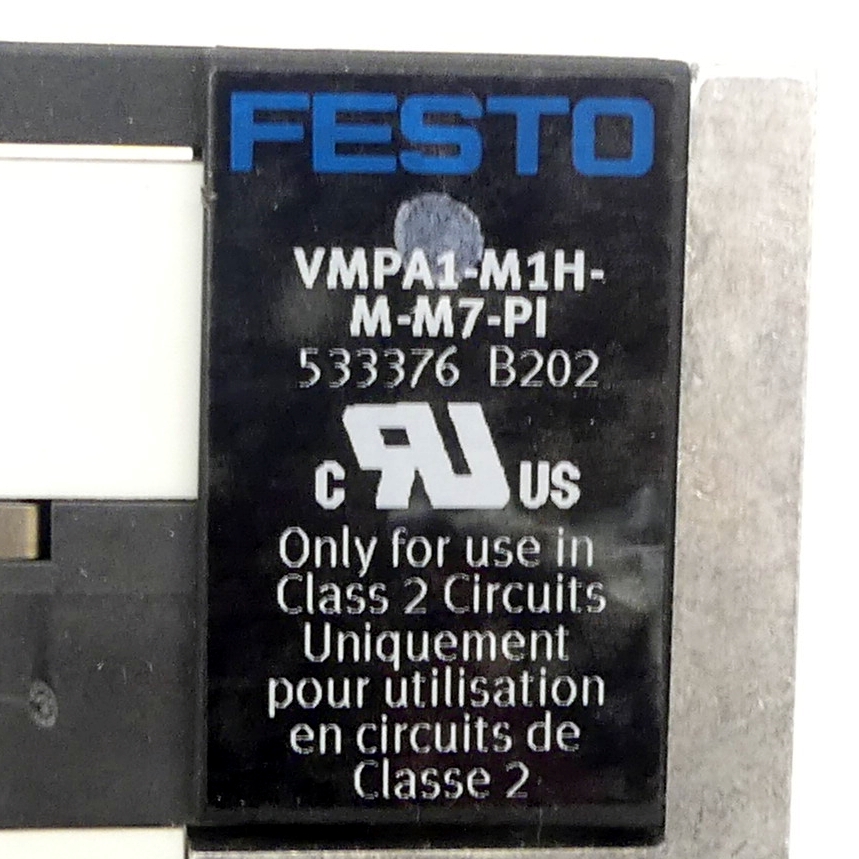 FESTO
VMPA1-M1H-
M-M7-PI
533376 B202
C RU US
Only for use in
Class 2 Circuits
Uniquement
pour utilisation
en circuits de
Classe 2